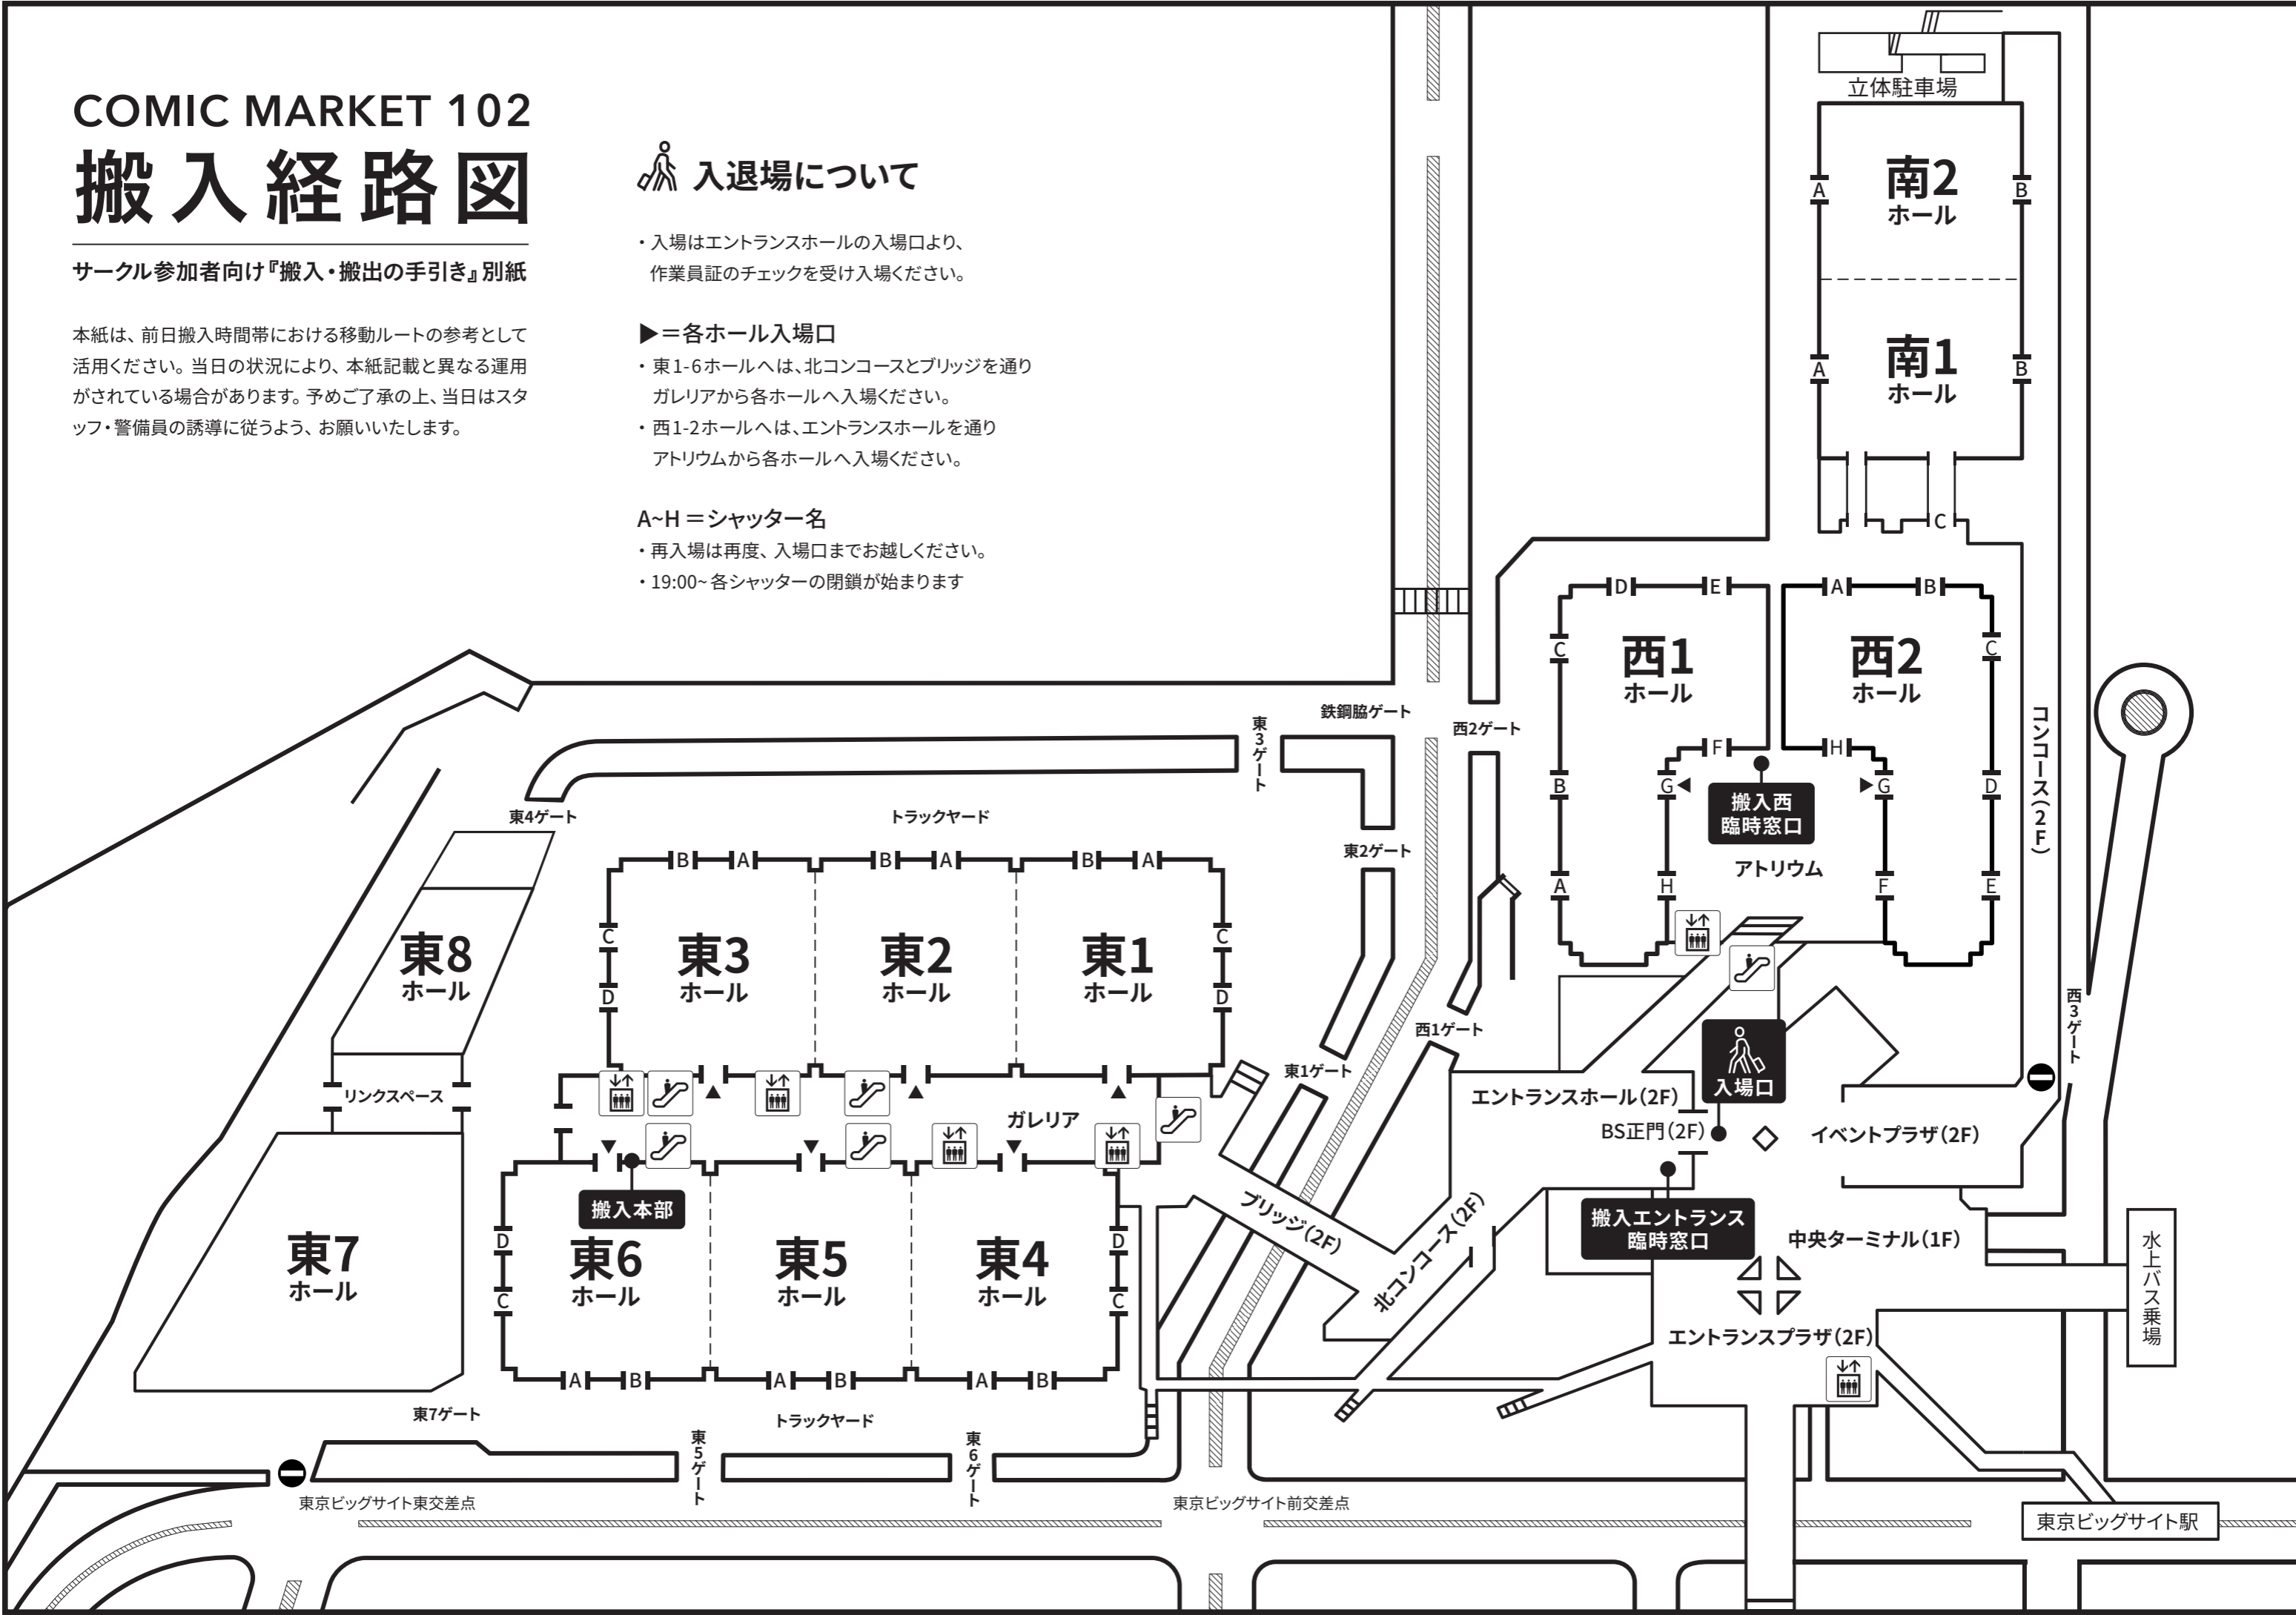 COMIC MARKET 102
搬入経路図
サークル参加者向け『搬入・搬出の手引き』別紙
本紙は、前日搬入時間帯における移動ルートの参考として
活用ください。当日の状況により、本紙記載と異なる運用
がされている場合があります。予めご了承の上、当日はスタ
ッフ・警備員の誘導に従うよう、お願いいたします。
入退場について
・入場はエントランスホールの入場口より、
作業員証のチェックを受け入場ください。
▶＝各ホール入場口
・東1-6ホールへは、北コンコースとブリッジを通り
ガレリアから各ホールへ入場ください。
・西1-2ホールへは、エントランスホールを通り
アトリウムから各ホールへ入場ください。
A~H＝シャッター名
・再入場は再度、入場口までお越しください。
・19:00~各シャッターの閉鎖が始まります
立体駐車場
南2
ホール
A
B
南1
ホール
A
B
C
D
E
A
B
C
C
西1
ホール
西2
ホール
F
H
B
G
G
D
A
H
F
E
搬入西
臨時窓口
アトリウム
コンコース（2F）
鉄鋼脇ゲート
西2ゲート
東3ゲート
東4ゲート
トラックヤード
東2ゲート
B
A
B
A
B
A
C
C
D
D
東8
ホール
東3
ホール
東2
ホール
東1
ホール
西3ゲート
西1ゲート
東1ゲート
リンクスペース
ガレリア
エントランスホール（2F）
入場口
BS正門（2F）
イベントプラザ（2F）
搬入本部
搬入エントランス
臨時窓口
中央ターミナル（1F）
ブリッジ（2F）
北コンコース（2F）
水上バス乗場
東7
ホール
東6
ホール
東5
ホール
東4
ホール
D
D
C
C
A
B
A
B
A
B
エントランスプラザ（2F）
東7ゲート
トラックヤード
東5ゲート
東6ゲート
東京ビッグサイト東交差点
東京ビッグサイト前交差点
東京ビッグサイト駅